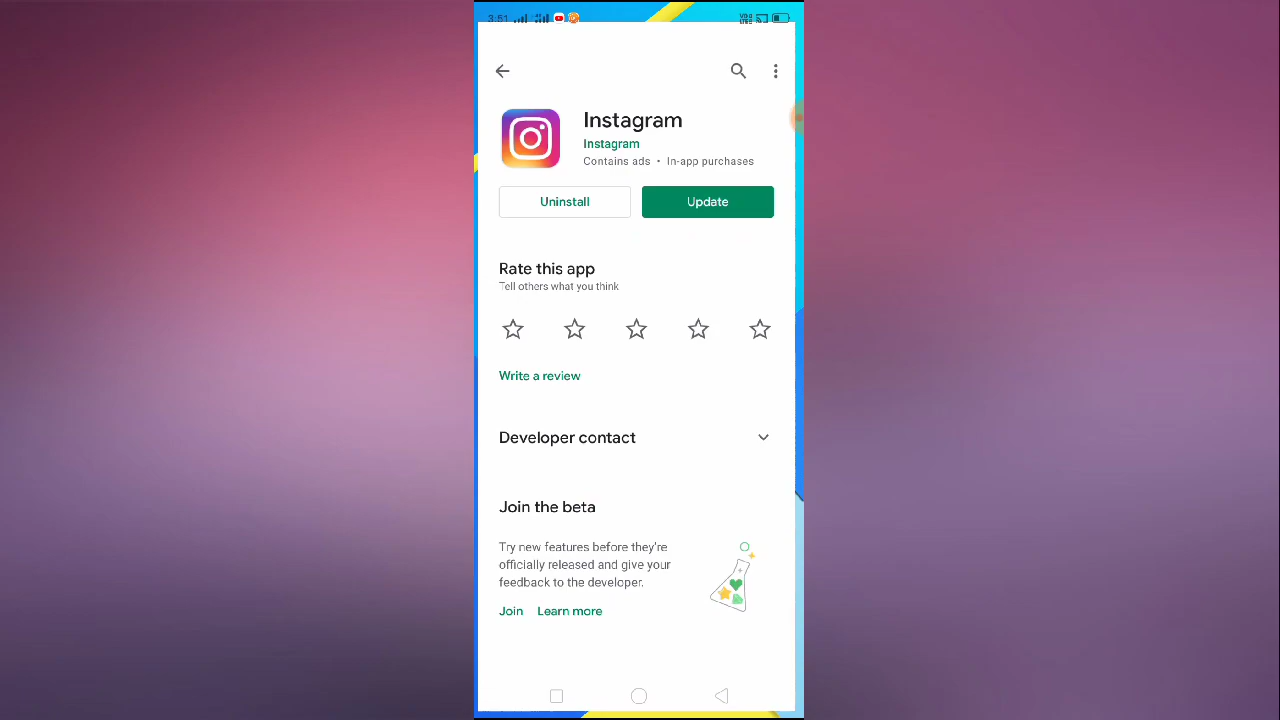 3:51
Instagram
Instagram
Contains ads • In-app purchases
Uninstall
Update
Rate this app
Tell others what you think
Write a review
Developer contact
Join the beta
Try new features before they're
officially released and give your
feedback to the developer.
Join Learn more